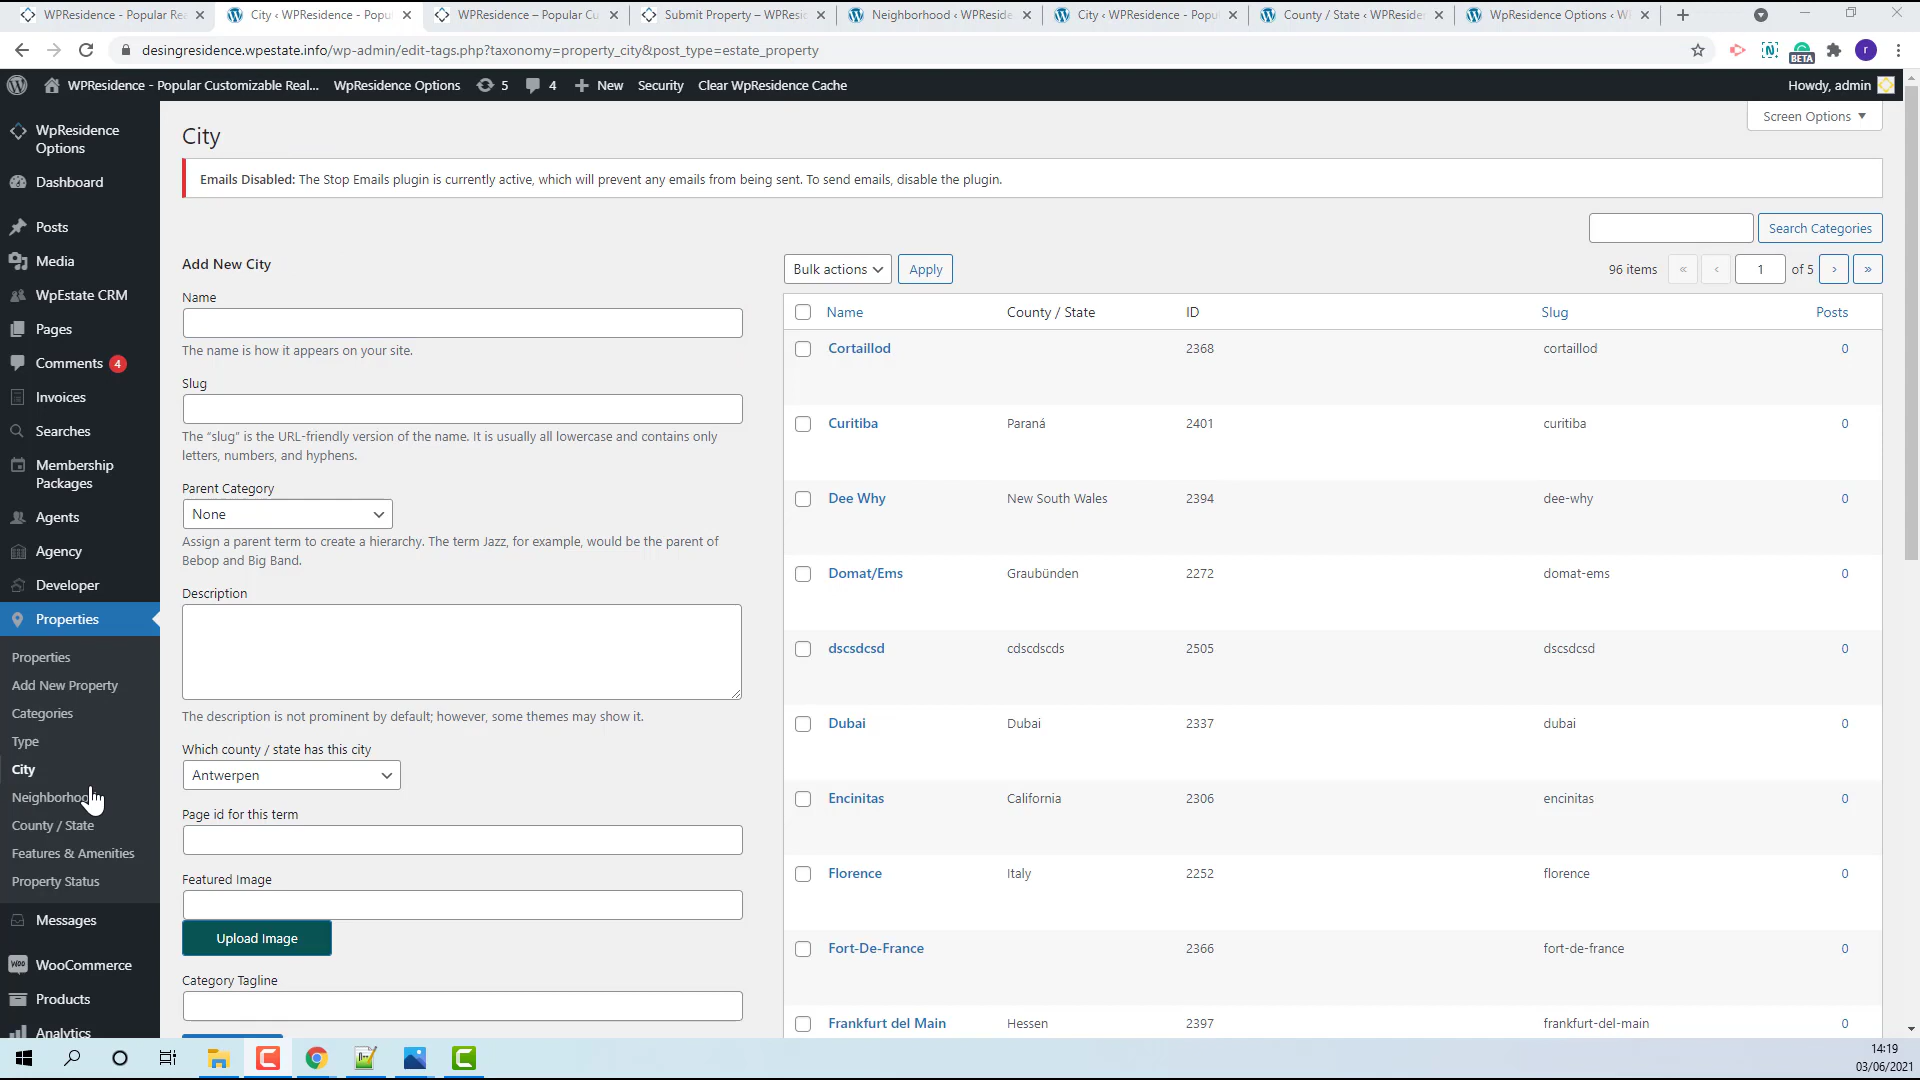 WPResidence - Popular Re
City ‹ WPResidence - Popu
WPResidence – Popular Cu
Submit Property – WPResi
Neighborhood ‹ WPReside
City ‹ WPResidence - Popu
County / State ‹ WPReside
WpResidence Options ‹ W
desingresidence.wpestate.info/wp-admin/edit-tags.php?taxonomy=property_city&post_type=estate_property
BETA
r
WPResidence - Popular Customizable Real...
WpResidence Options
5
4
New
Security
Clear WpResidence Cache
Howdy, admin
WpResidence
Options
Dashboard
Posts
Media
WpEstate CRM
Pages
Comments 4
Invoices
Searches
Membership
Packages
Agents
Agency
Developer
Properties
Properties
Add New Property
Categories
Type
City
County / State
Features & Amenities
Property Status
Messages
WooCommerce
Products
Analytics
City
Screen Options
Emails Disabled: The Stop Emails plugin is currently active, which will prevent any emails from being sent. To send emails, disable the plugin.
Search Categories
Add New City
Name
The name is how it appears on your site.
Slug
The “slug” is the URL-friendly version of the name. It is usually all lowercase and contains only
letters, numbers, and hyphens.
Parent Category
None
Assign a parent term to create a hierarchy. The term Jazz, for example, would be the parent of
Bebop and Big Band.
Description
The description is not prominent by default; however, some themes may show it.
Which county / state has this city
Antwerpen
Page id for this term
Featured Image
Upload Image
Category Tagline
Bulk actions
Apply
96 items « ‹ 1 of 5 › »
Name County / State ID Slug Posts
Cortaillod 2368 cortaillod 0
Curitiba Paraná 2401 curitiba 0
Dee Why New South Wales 2394 dee-why 0
Domat/Ems Graubünden 2272 domat-ems 0
dscsdcsd cdscdscds 2505 dscsdcsd 0
Dubai Dubai 2337 dubai 0
Encinitas California 2306 encinitas 0
Florence Italy 2252 florence 0
Fort-De-France 2366 fort-de-france 0
Frankfurt del Main Hessen 2397 frankfurt-del-main 0
14:19
03/06/2021